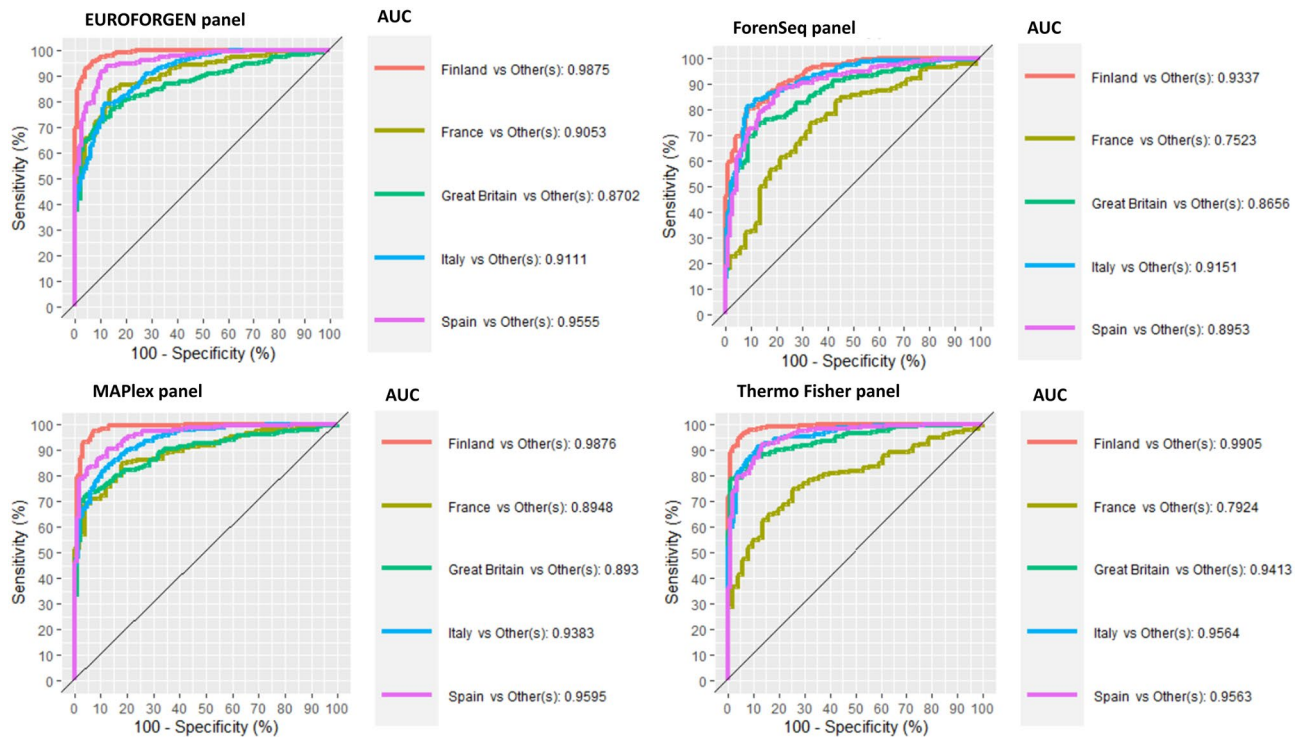 EUROFORGEN panel
AUC
Sensitivity (%)
100
90
80
70
60
50
40
30
20
10
0
0 10 20 30 40 50 60 70 80 90 100
100 - Specificity (%)
Finland vs Other(s): 0.9875
France vs Other(s): 0.9053
Great Britain vs Other(s): 0.8702
Italy vs Other(s): 0.9111
Spain vs Other(s): 0.9555
ForenSeq panel
AUC
Sensitivity (%)
100
90
80
70
60
50
40
30
20
10
0
0 10 20 30 40 50 60 70 80 90 100
100 - Specificity (%)
Finland vs Other(s): 0.9337
France vs Other(s): 0.7523
Great Britain vs Other(s): 0.8656
Italy vs Other(s): 0.9151
Spain vs Other(s): 0.8953
MAPlex panel
AUC
Sensitivity (%)
100
90
80
70
60
50
40
30
20
10
0
0 10 20 30 40 50 60 70 80 90 100
100 - Specificity (%)
Finland vs Other(s): 0.9876
France vs Other(s): 0.8948
Great Britain vs Other(s): 0.893
Italy vs Other(s): 0.9383
Spain vs Other(s): 0.9595
Thermo Fisher panel
AUC
Sensitivity (%)
100
90
80
70
60
50
40
30
20
10
0
0 10 20 30 40 50 60 70 80 90 100
100 - Specificity (%)
Finland vs Other(s): 0.9905
France vs Other(s): 0.7924
Great Britain vs Other(s): 0.9413
Italy vs Other(s): 0.9564
Spain vs Other(s): 0.9563